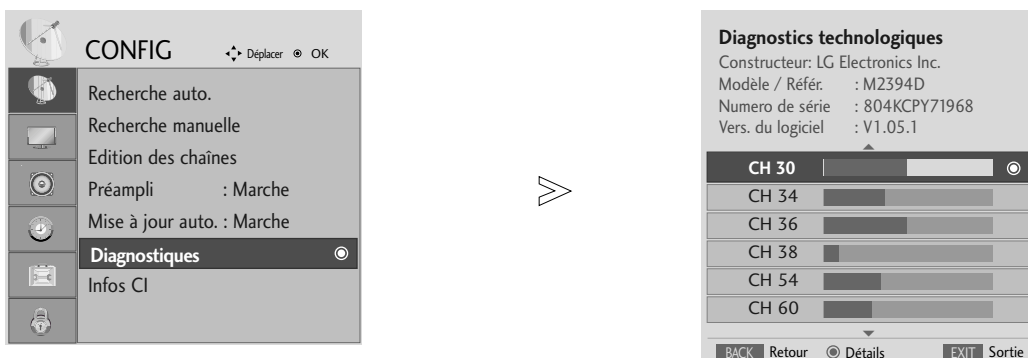 CONFIG Déplacer OK
Recherche auto.
Recherche manuelle
Edition des chaînes
Préampli : Marche
Mise à jour auto. : Marche
Diagnostiques
Infos CI
Diagnostics technologiques
Constructeur: LG Electronics Inc.
Modèle / Référ. : M2394D
Numero de série : 804KCPY71968
Vers. du logiciel : V1.05.1
CH 30
CH 34
CH 36
CH 38
CH 54
CH 60
BACK Retour Détails EXIT Sortie